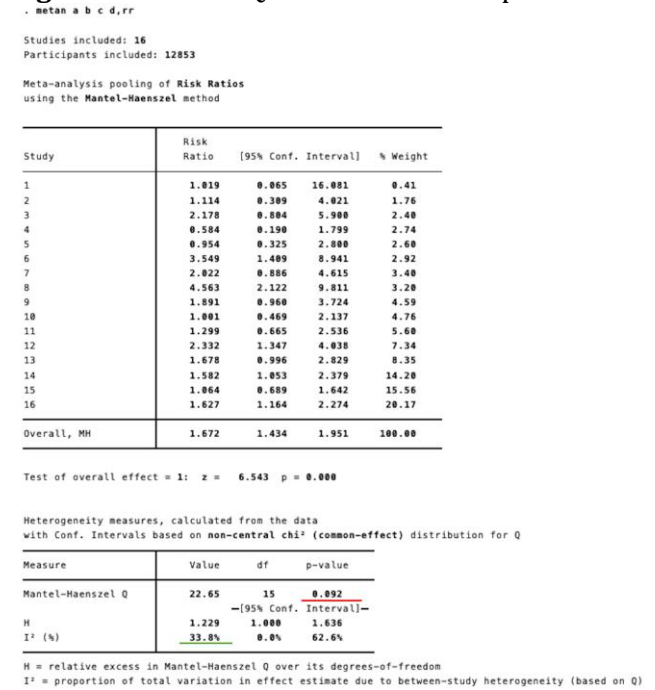 . metan a b c d,rr
Studies included: 16
Participants included: 12853
Meta-analysis pooling of Risk Ratios
using the Mantel-Haenszel method
Risk
Study Ratio [95% Conf. Interval] % Weight
1 1.019 0.065 16.081 0.41
2 1.114 0.309 4.021 1.76
3 2.178 0.804 5.900 2.40
4 0.584 0.190 1.799 2.74
5 0.954 0.325 2.800 2.60
6 3.549 1.409 8.941 2.92
7 2.022 0.886 4.615 3.40
8 4.563 2.122 9.811 3.20
9 1.891 0.960 3.724 4.59
10 1.001 0.469 2.137 4.76
11 1.299 0.665 2.536 5.60
12 2.332 1.347 4.038 7.34
13 1.678 0.996 2.829 8.35
14 1.582 1.053 2.379 14.20
15 1.064 0.689 1.642 15.56
16 1.627 1.164 2.274 20.17
Overall, MH 1.672 1.434 1.951 100.00
Test of overall effect = 1: z = 6.543 p = 0.000
Heterogeneity measures, calculated from the data
with Conf. Intervals based on non-central chi² (common-effect) distribution for Q
Measure Value df p-value
Mantel-Haenszel Q 22.65 15 0.092
—[95% Conf. Interval]—
H 1.229 1.000 1.636
I² (%) 33.8% 0.0% 62.6%
H = relative excess in Mantel-Haenszel Q over its degrees-of-freedom
I² = proportion of total variation in effect estimate due to between-study heterogeneity (based on Q)